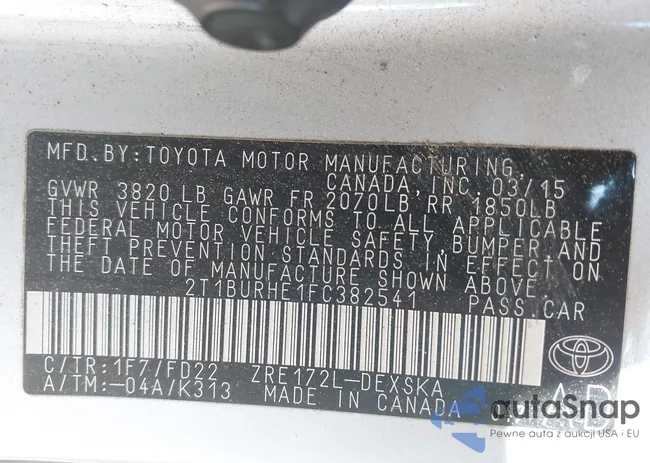 MFD. BY: TOYOTA MOTOR MANUFACTURING,
CANADA, INC. 03/15
GVWR 3820 LB GAWR FR 2070LB RR 1850LB
THIS VEHICLE CONFORMS TO ALL APPLICABLE
FEDERAL MOTOR VEHICLE SAFETY, BUMPER, AND
THEFT PREVENTION STANDARDS IN EFFECT ON
THE DATE OF MANUFACTURE SHOWN ABOVE.
2T1BURHE1FC382541 PASS.CAR
C/TR:1F7/FD22 ZRE172L-DEXSKA
A/TM:-04A/K313 MADE IN CANADA
autoSnap
Pewne auta z aukcji USA i EU